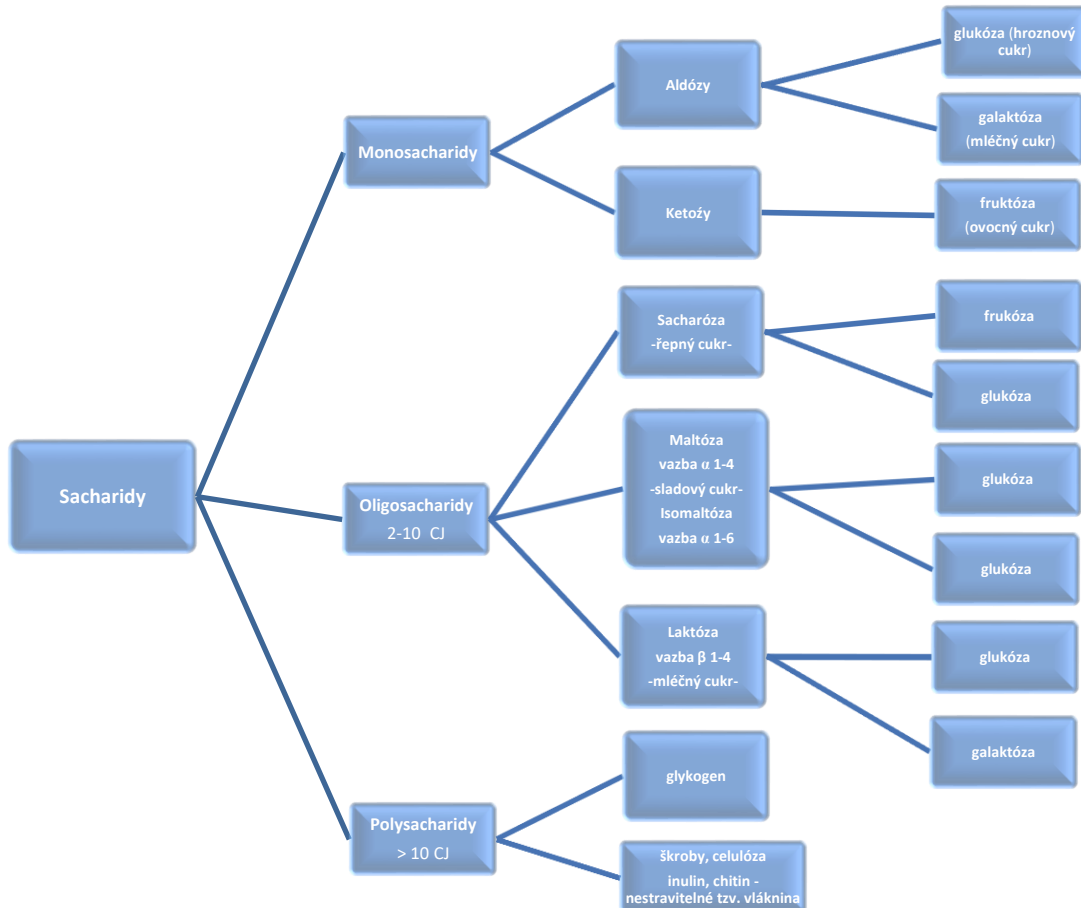 Sacharidy
Monosacharidy
Aldózy
glukóza (hroznový
cukr)
galaktóza
(mléčný cukr)
Ketoźy
fruktóza
(ovocný cukr)
Oligosacharidy
2-10 CJ
Sacharóza
-řepný cukr-
frukóza
glukóza
Maltóza
vazba α 1-4
-sladový cukr-
Isomaltóza
vazba α 1-6
glukóza
glukóza
Laktóza
vazba β 1-4
-mléčný cukr-
glukóza
galaktóza
Polysacharidy
> 10 CJ
glykogen
škroby, celulóza
inulin, chitin -
nestravitelné tzv. vláknina